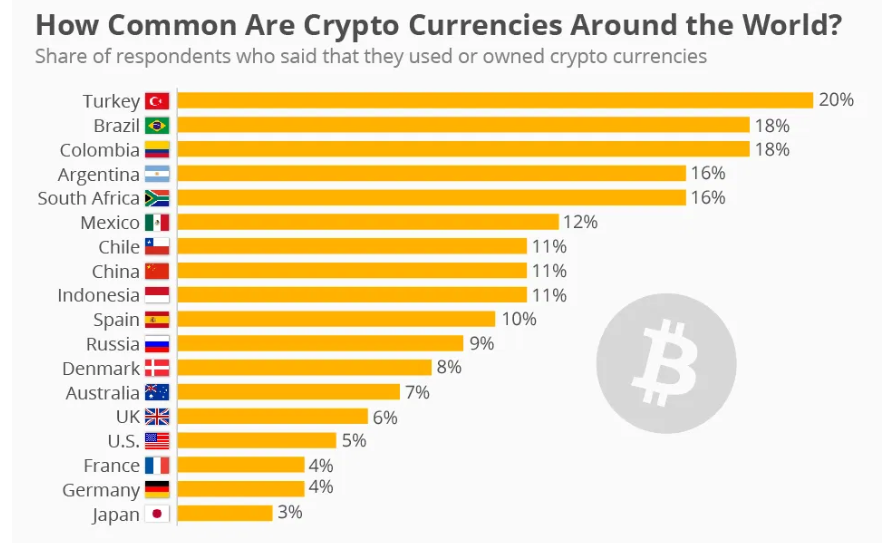 How Common Are Crypto Currencies Around the World?
Share of respondents who said that they used or owned crypto currencies
Turkey 20%
Brazil 18%
Colombia 18%
Argentina 16%
South Africa 16%
Mexico 12%
Chile 11%
China 11%
Indonesia 11%
Spain 10%
Russia 9%
Denmark 8%
Australia 7%
UK 6%
U.S. 5%
France 4%
Germany 4%
Japan 3%